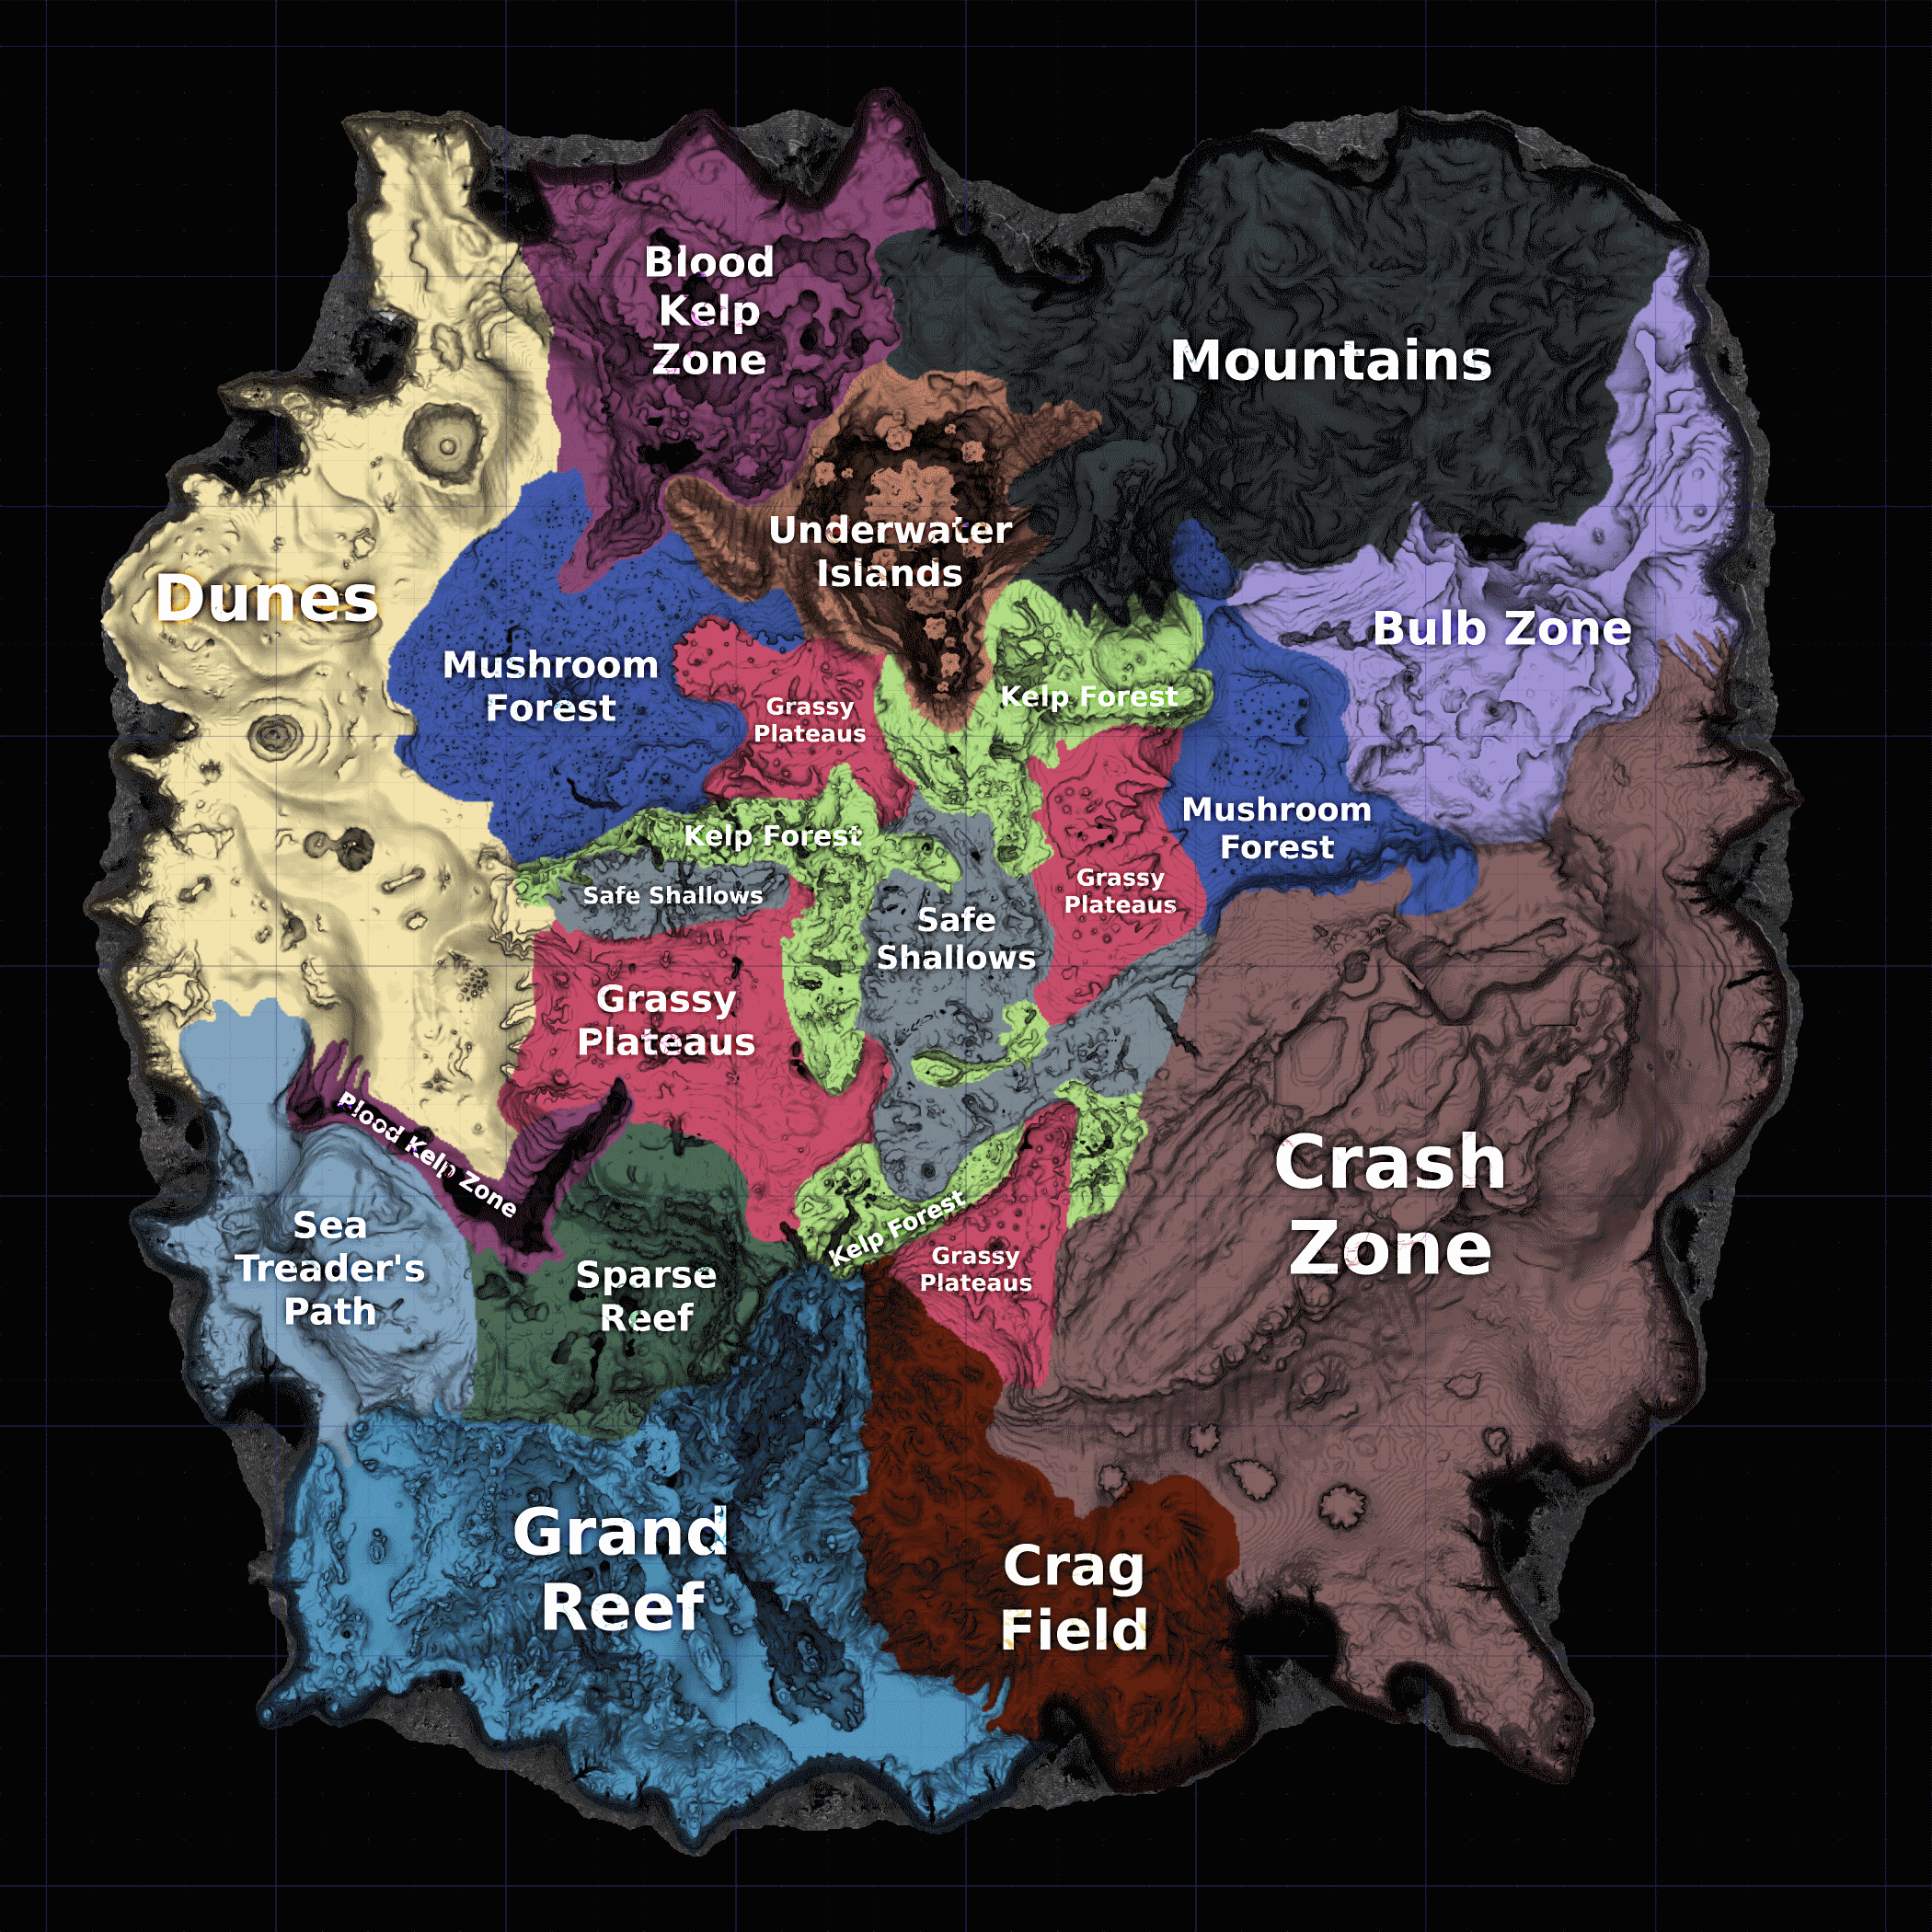 Blood
Kelp
Zone
Mountains
Underwater
Islands
Dunes
Bulb Zone
Mushroom
Forest
Kelp Forest
Grassy
Plateaus
Mushroom
Forest
Kelp Forest
Safe Shallows
Grassy
Plateaus
Safe
Shallows
Grassy
Plateaus
Blood Kelp Zone
Crash
Zone
Sea
Treader's
Path
Kelp Forest
Grassy
Plateaus
Sparse
Reef
Grand
Reef
Crag
Field